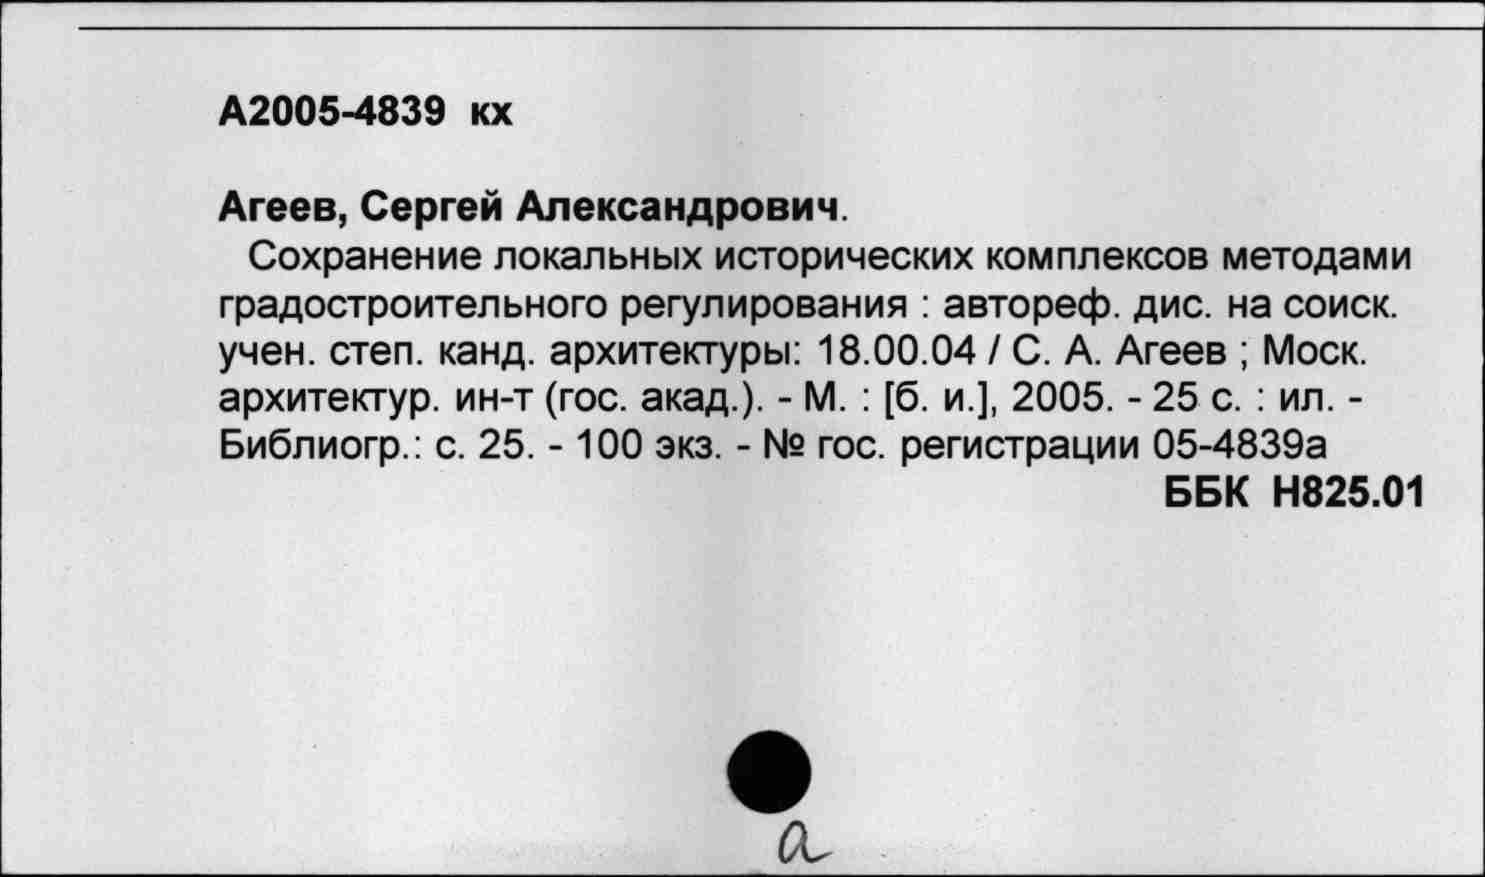 А2005-4839 кх
Агеев, Сергей Александрович.
Сохранение локальных исторических комплексов методами
градостроительного регулирования : автореф. дис. на соиск.
учен. степ. канд. архитектуры: 18.00.04 / С. А. Агеев ; Моск.
архитектур. ин-т (гос. акад.). - М. : [б. и.], 2005. - 25 с. : ил. -
Библиогр.: с. 25. - 100 экз. - № гос. регистрации 05-4839а
ББК Н825.01
а